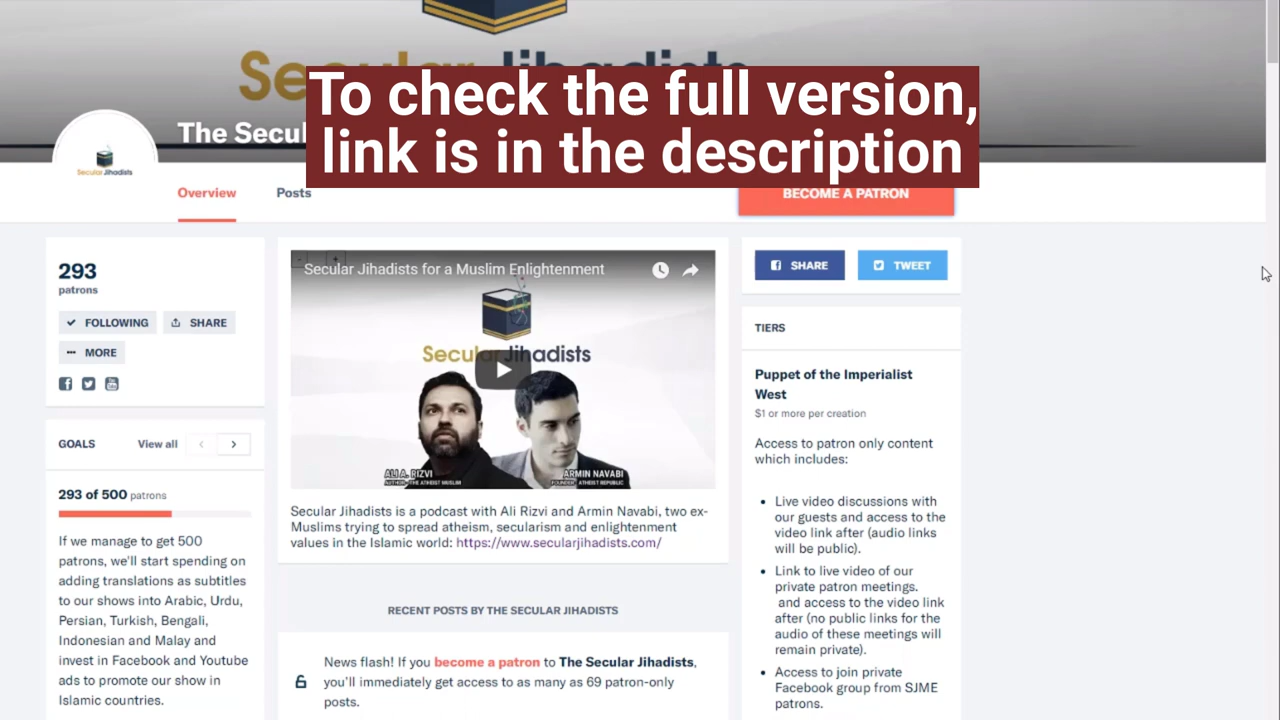 Secular Jihadists
To check the full version,
link is in the description
The Secul
Secular Jihadists
Overview
Posts
BECOME A PATRON
293
patrons
FOLLOWING
SHARE
MORE
GOALS
View all
293 of 500 patrons
If we manage to get 500
patrons, we'll start spending on
adding translations as subtitles
to our shows into Arabic, Urdu,
Persian, Turkish, Bengali,
Indonesian and Malay and
invest in Facebook and Youtube
ads to promote our show in
Islamic countries.
Secular Jihadists for a Muslim Enlightenment
Secular Jihadists
ALI A. RIZVI
AUTHOR - THE ATHEIST MUSLIM
ARMIN NAVABI
FOUNDER - ATHEIST REPUBLIC
Secular Jihadists is a podcast with Ali Rizvi and Armin Navabi, two ex-
Muslims trying to spread atheism, secularism and enlightenment
values in the Islamic world: https://www.secularjihadists.com/
RECENT POSTS BY THE SECULAR JIHADISTS
News flash! If you become a patron to The Secular Jihadists,
you'll immediately get access to as many as 69 patron-only
posts.
SHARE
TWEET
TIERS
Puppet of the Imperialist
West
$1 or more per creation
Access to patron only content
which includes:
• Live video discussions with
our guests and access to the
video link after (audio links
will be public).
• Link to live video of our
private patron meetings.
and access to the video link
after (no public links for the
audio of these meetings will
remain private).
• Access to join private
Facebook group from SJME
patrons.